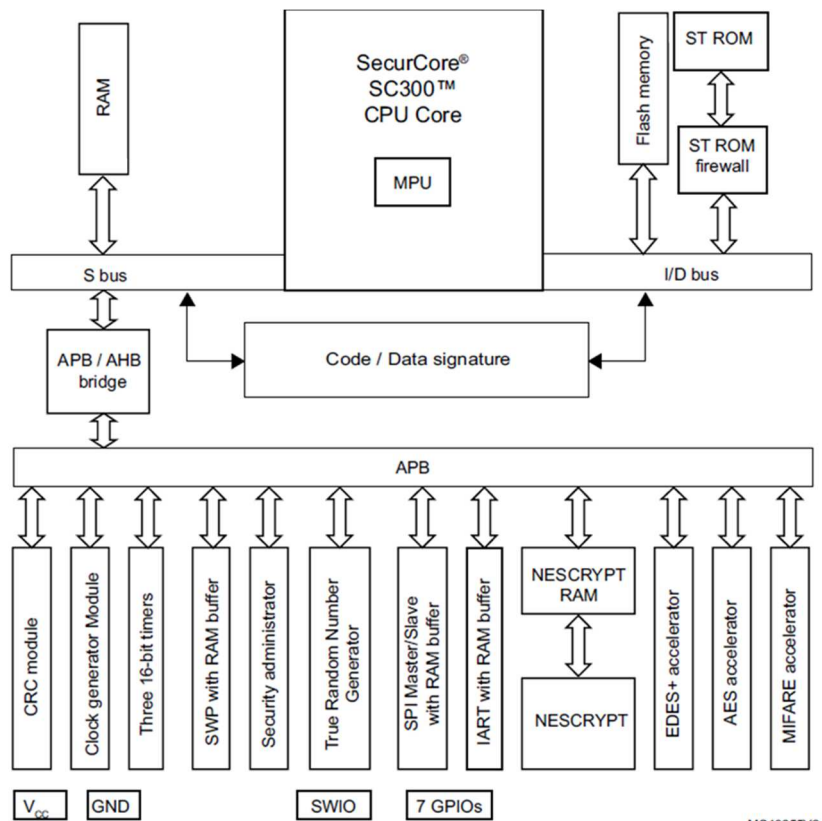 RAM
SecurCore®
SC300™
CPU Core
MPU
Flash memory
ST ROM
ST ROM
firewall
S bus
I/D bus
APB / AHB
bridge
Code / Data signature
APB
CRC module
Clock generator Module
Three 16-bit timers
SWP with RAM buffer
Security administrator
True Random Number
Generator
SPI Master/Slave
with RAM buffer
IART with RAM buffer
NESCRYPT
RAM
NESCRYPT
EDES+ accelerator
AES accelerator
MIFARE accelerator
VCC
GND
SWIO
7 GPIOs